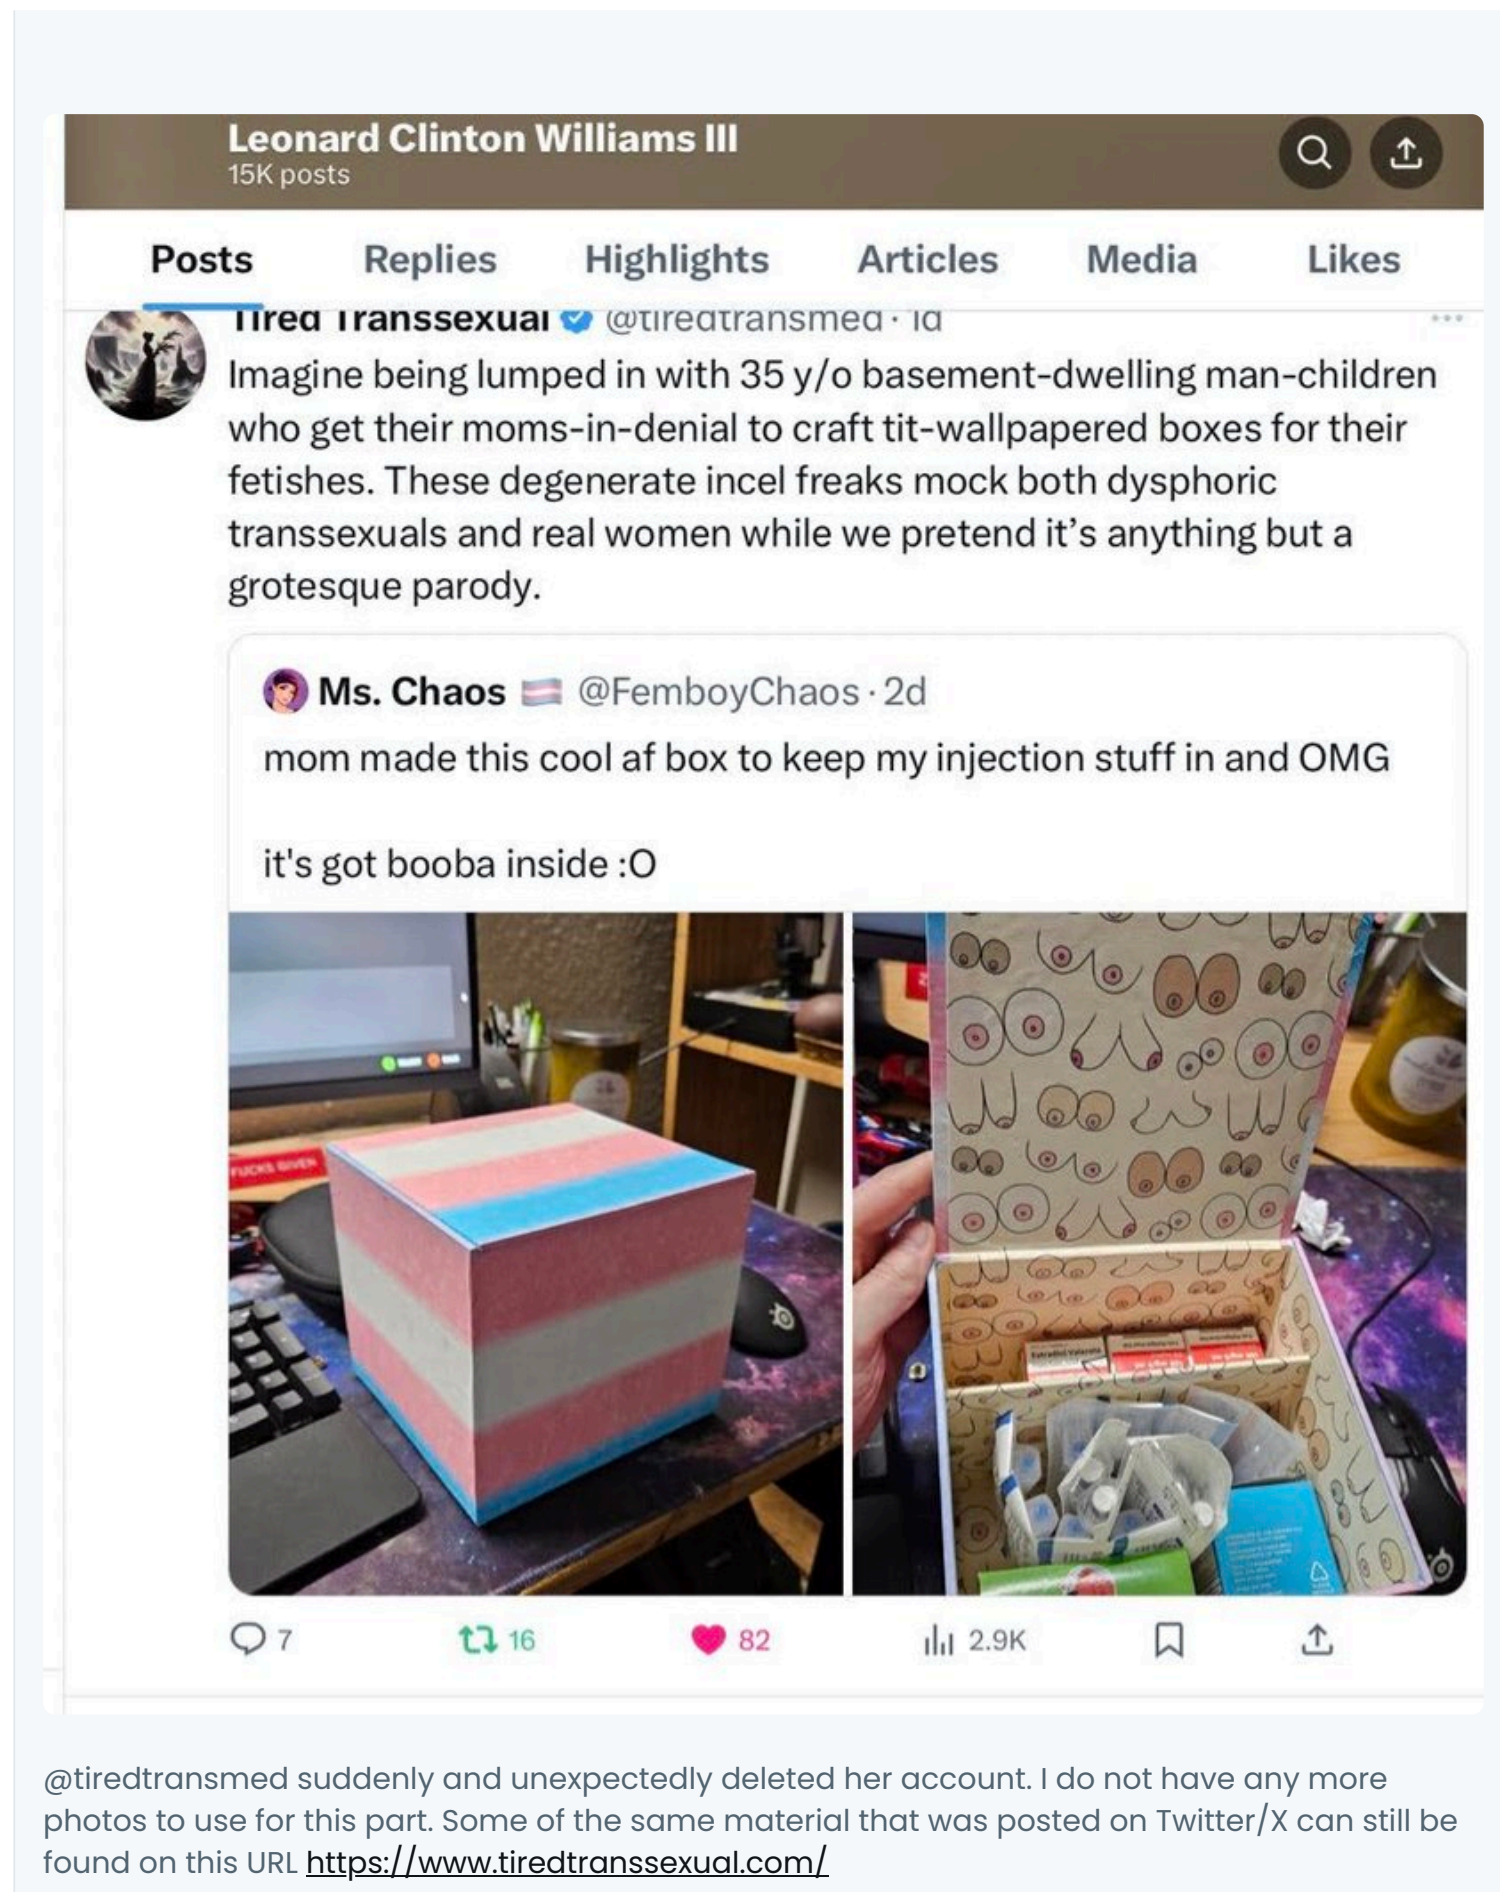 Leonard Clinton Williams III
15K posts
Posts Replies Highlights Articles Media Likes
Tired Transsexual @tiredtransmed · 1d
Imagine being lumped in with 35 y/o basement-dwelling man-children
who get their moms-in-denial to craft tit-wallpapered boxes for their
fetishes. These degenerate incel freaks mock both dysphoric
transsexuals and real women while we pretend it’s anything but a
grotesque parody.
Ms. Chaos @FemboyChaos · 2d
mom made this cool af box to keep my injection stuff in and OMG
it's got booba inside :O
FUCKS GIVEN
Estradiol Valerate
7 16 82 2.9K
@tiredtransmed suddenly and unexpectedly deleted her account. I do not have any more
photos to use for this part. Some of the same material that was posted on Twitter/X can still be
found on this URL https://www.tiredtranssexual.com/